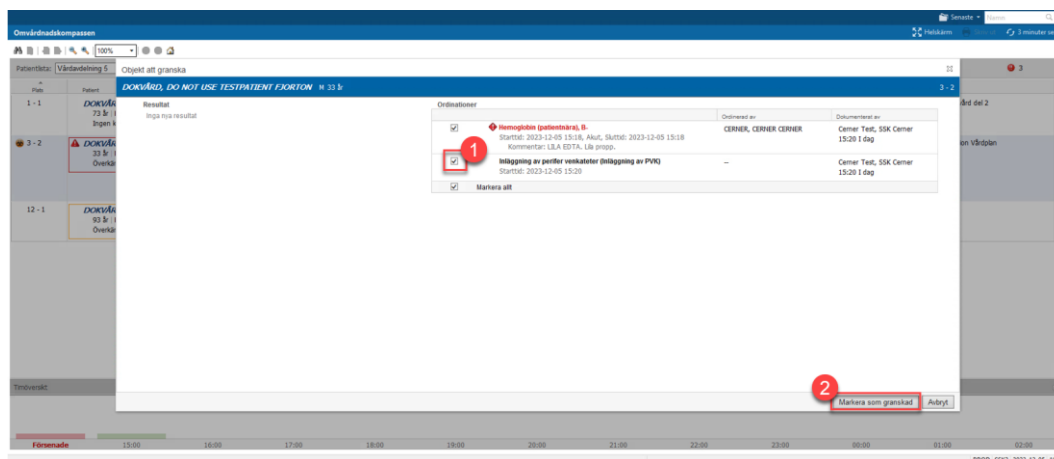 Senaste
Namn
Omvårdnadskompassen
Helskärm
3 minuter se
100%
Patientlista: Vårdavdelning 5
Objekt att granska
3
Plats
Patient
DOKVÅRD, DO NOT USE TESTPATIENT FJORTON M 33 år
3 - 2
1 - 1
DOKVÅR
73 år
Ingen k
Resultat
Inga nya resultat
Ordinationer
Ordinerad av
Dokumenterat av
vård del 2
Hemoglobin (patientnära), B-
CERNER, CERNER CERNER
Cerner Test, SSK Cerner
Starttid: 2023-12-05 15:18, Akut, Sluttid: 2023-12-05 15:18
15:20 I dag
Kommentar: LILA EDTA. Lila propp.
1
3 - 2
DOKVÅR
33 år
Överkän
on Vårdplan
Inläggning av perifer venkateter (Inläggning av PVK)
--
Cerner Test, SSK Cerner
Starttid: 2023-12-05 15:20
15:20 I dag
Markera allt
12 - 1
DOKVÅR
93 år
Överkän
Timöversikt:
2
Markera som granskad
Avbryt
Försenade
15:00
16:00
17:00
18:00
19:00
20:00
21:00
22:00
23:00
00:00
01:00
02:00